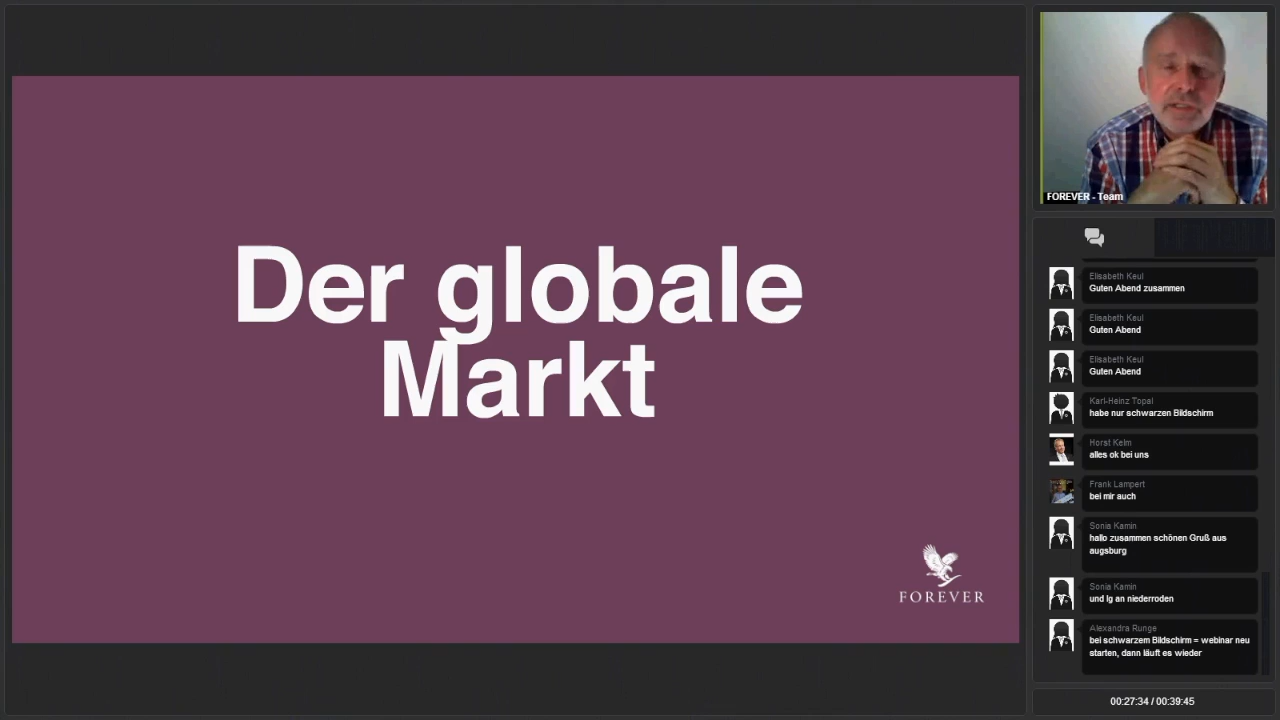 Der globale
Markt
FOREVER
FOREVER - Team
Elisabeth Keul
Guten Abend zusammen
Elisabeth Keul
Guten Abend
Elisabeth Keul
Guten Abend
Karl-Heinz Topal
habe nur schwarzen Bildschirm
Horst Kelm
alles ok bei uns
Frank Lampert
bei mir auch
Sonia Kamin
hallo zusammen schönen Gruß aus
augsburg
Sonia Kamin
und lg an niederroden
Alexandra Runge
bei schwarzem Bildschirm = webinar neu
starten, dann läuft es wieder
00:27:34 / 00:39:45